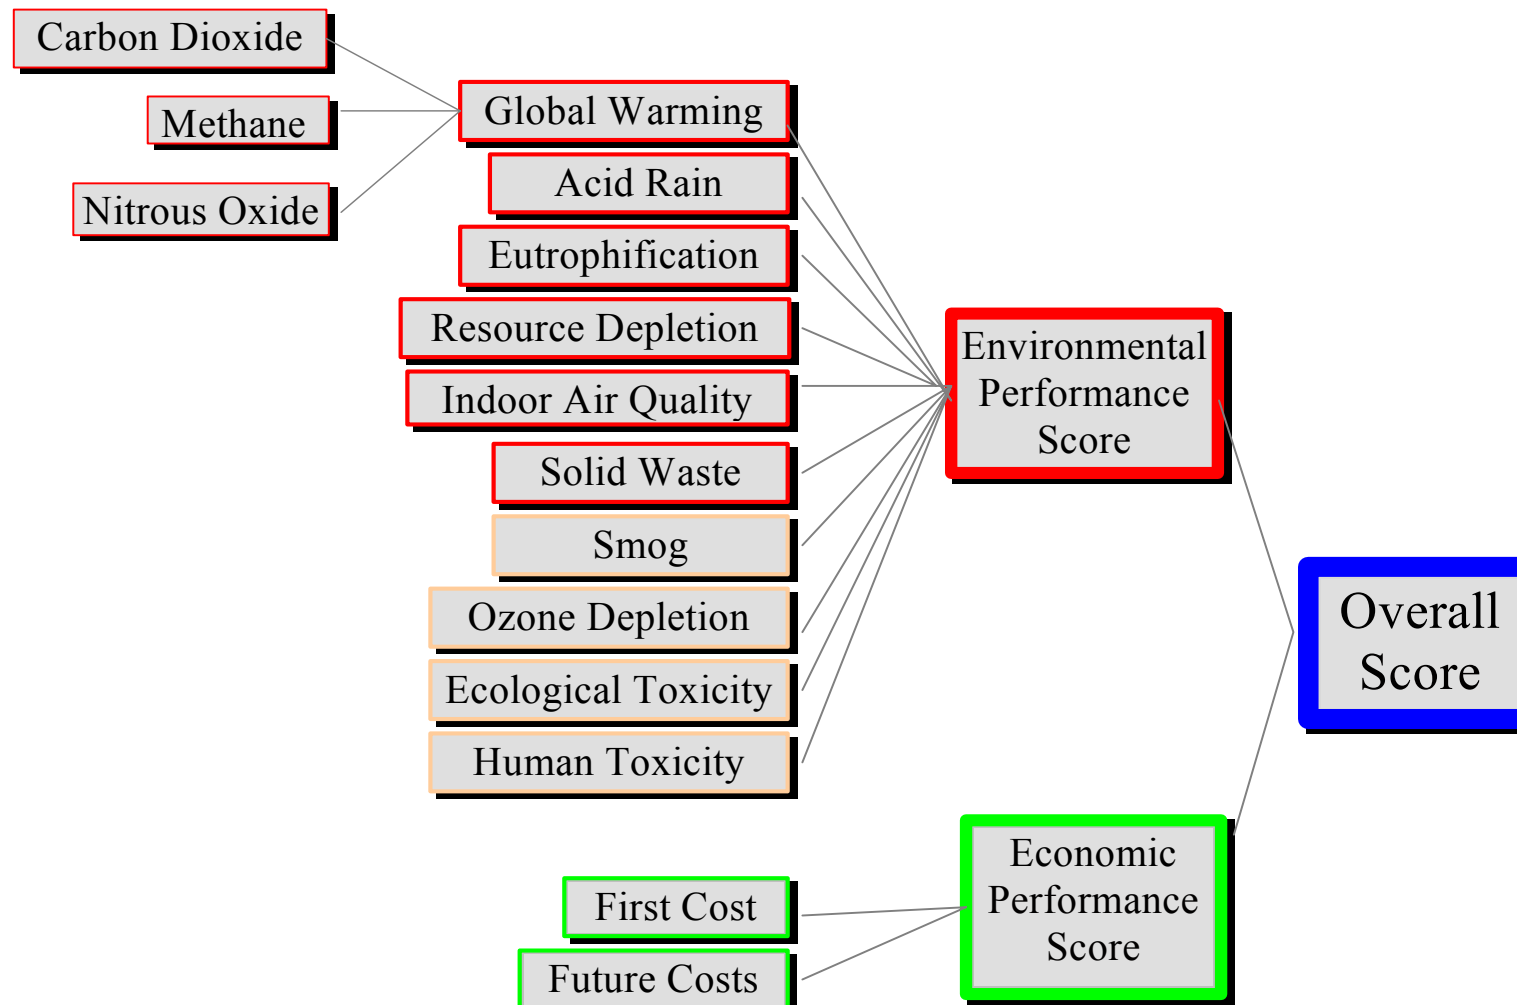 Carbon Dioxide
Methane
Nitrous Oxide
Global Warming
Acid Rain
Eutrophification
Resource Depletion
Indoor Air Quality
Solid Waste
Smog
Ozone Depletion
Ecological Toxicity
Human Toxicity
First Cost
Future Costs
Environmental
Performance
Score
Economic
Performance
Score
Overall
Score